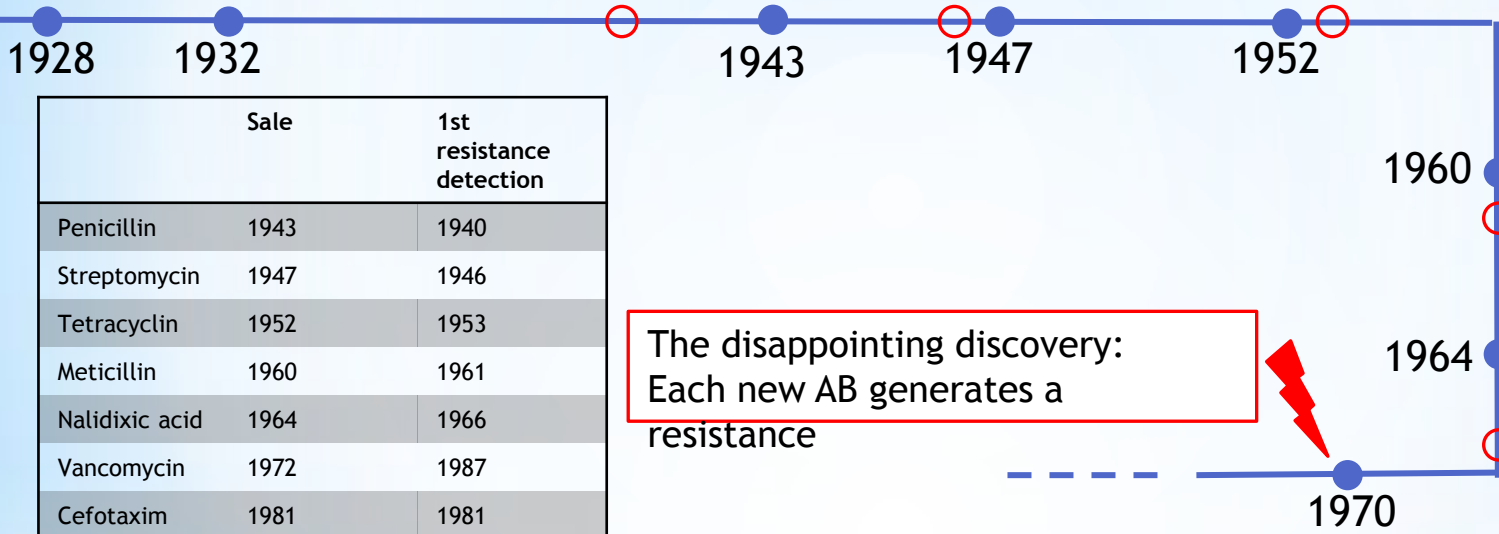 1928 1932 1943 1947 1952
1960
1964
1970
Sale 1st resistance detection
Penicillin 1943 1940
Streptomycin 1947 1946
Tetracyclin 1952 1953
Meticillin 1960 1961
Nalidixic acid 1964 1966
Vancomycin 1972 1987
Cefotaxim 1981 1981
The disappointing discovery:
Each new AB generates a
resistance